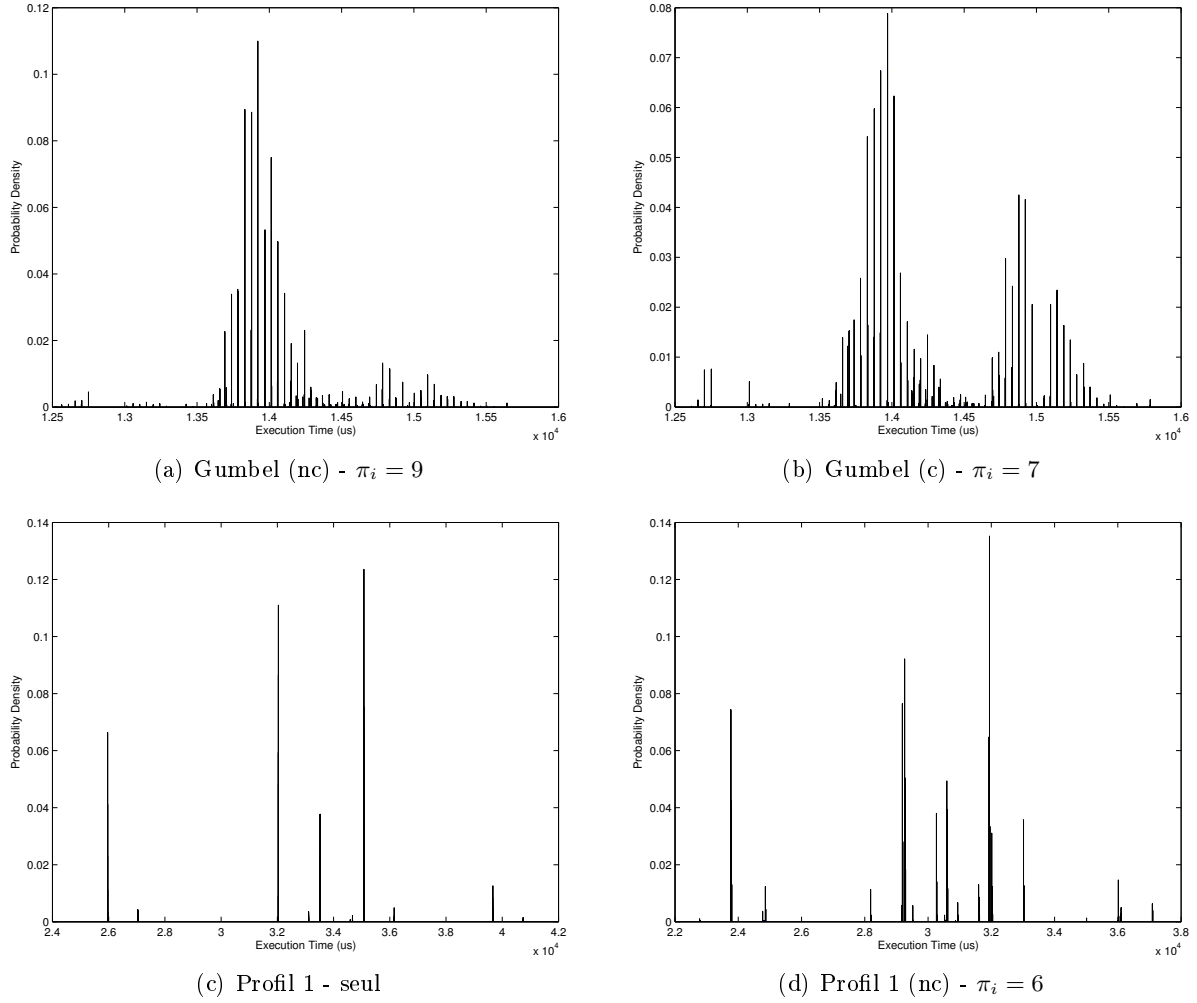 0.12
0.1
0.08
0.06
0.04
0.02
0
Probability Density
1.25 1.3 1.35 1.4 1.45 1.5 1.55 1.6
Execution Time (us)
x 10^4
(a) Gumbel (nc) - π_i = 9
0.08
0.07
0.06
0.05
0.04
0.03
0.02
0.01
0
Probability Density
1.25 1.3 1.35 1.4 1.45 1.5 1.55 1.6
Execution Time (us)
x 10^4
(b) Gumbel (c) - π_i = 7
0.14
0.12
0.1
0.08
0.06
0.04
0.02
0
Probability Density
2.4 2.6 2.8 3 3.2 3.4 3.6 3.8 4 4.2
Execution Time (us)
x 10^4
(c) Profil 1 - seul
0.14
0.12
0.1
0.08
0.06
0.04
0.02
0
Probability Density
2.2 2.4 2.6 2.8 3 3.2 3.4 3.6 3.8
Execution Time (us)
x 10^4
(d) Profil 1 (nc) - π_i = 6